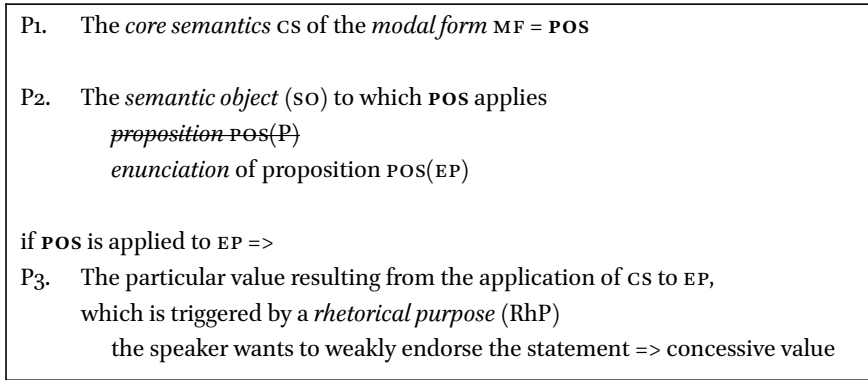 P1. The core semantics CS of the modal form MF = POS
P2. The semantic object (SO) to which POS applies
proposition POS(P)
enunciation of proposition POS(EP)
if POS is applied to EP =>
P3. The particular value resulting from the application of CS to EP,
which is triggered by a rhetorical purpose (RhP)
the speaker wants to weakly endorse the statement => concessive value